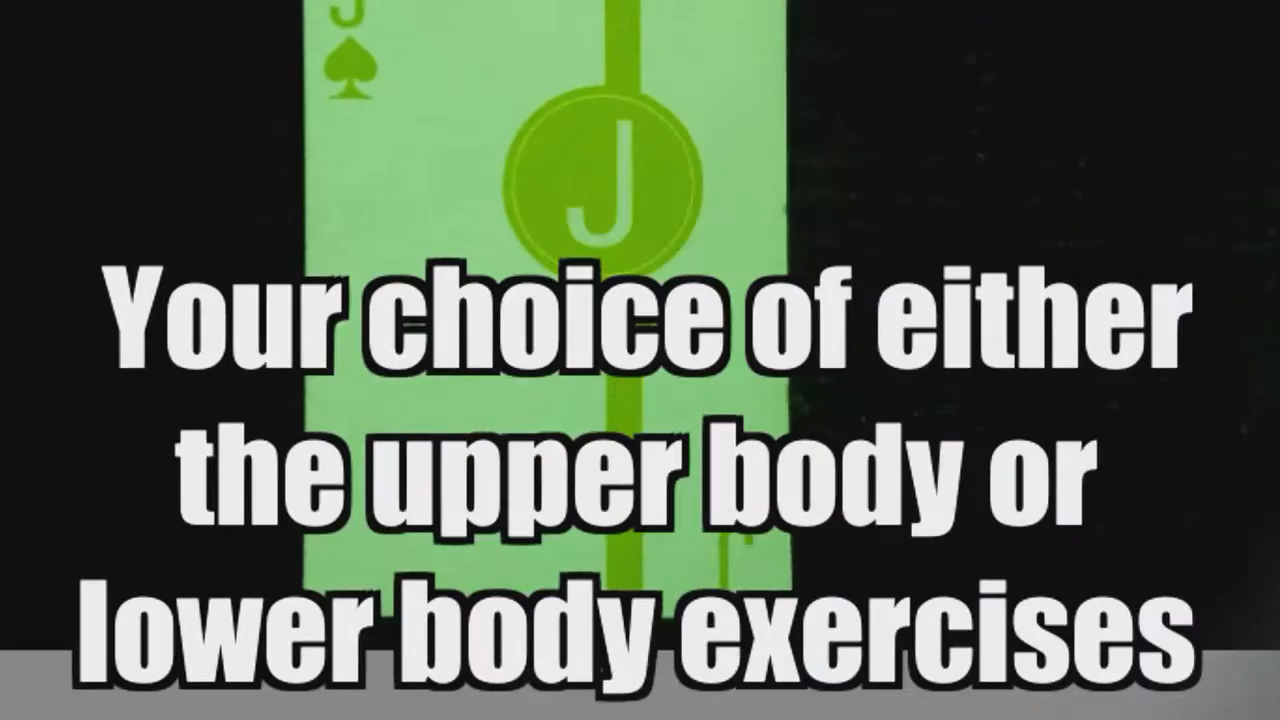 J
J
Your choice of either
the upper body or
lower body exercises
J